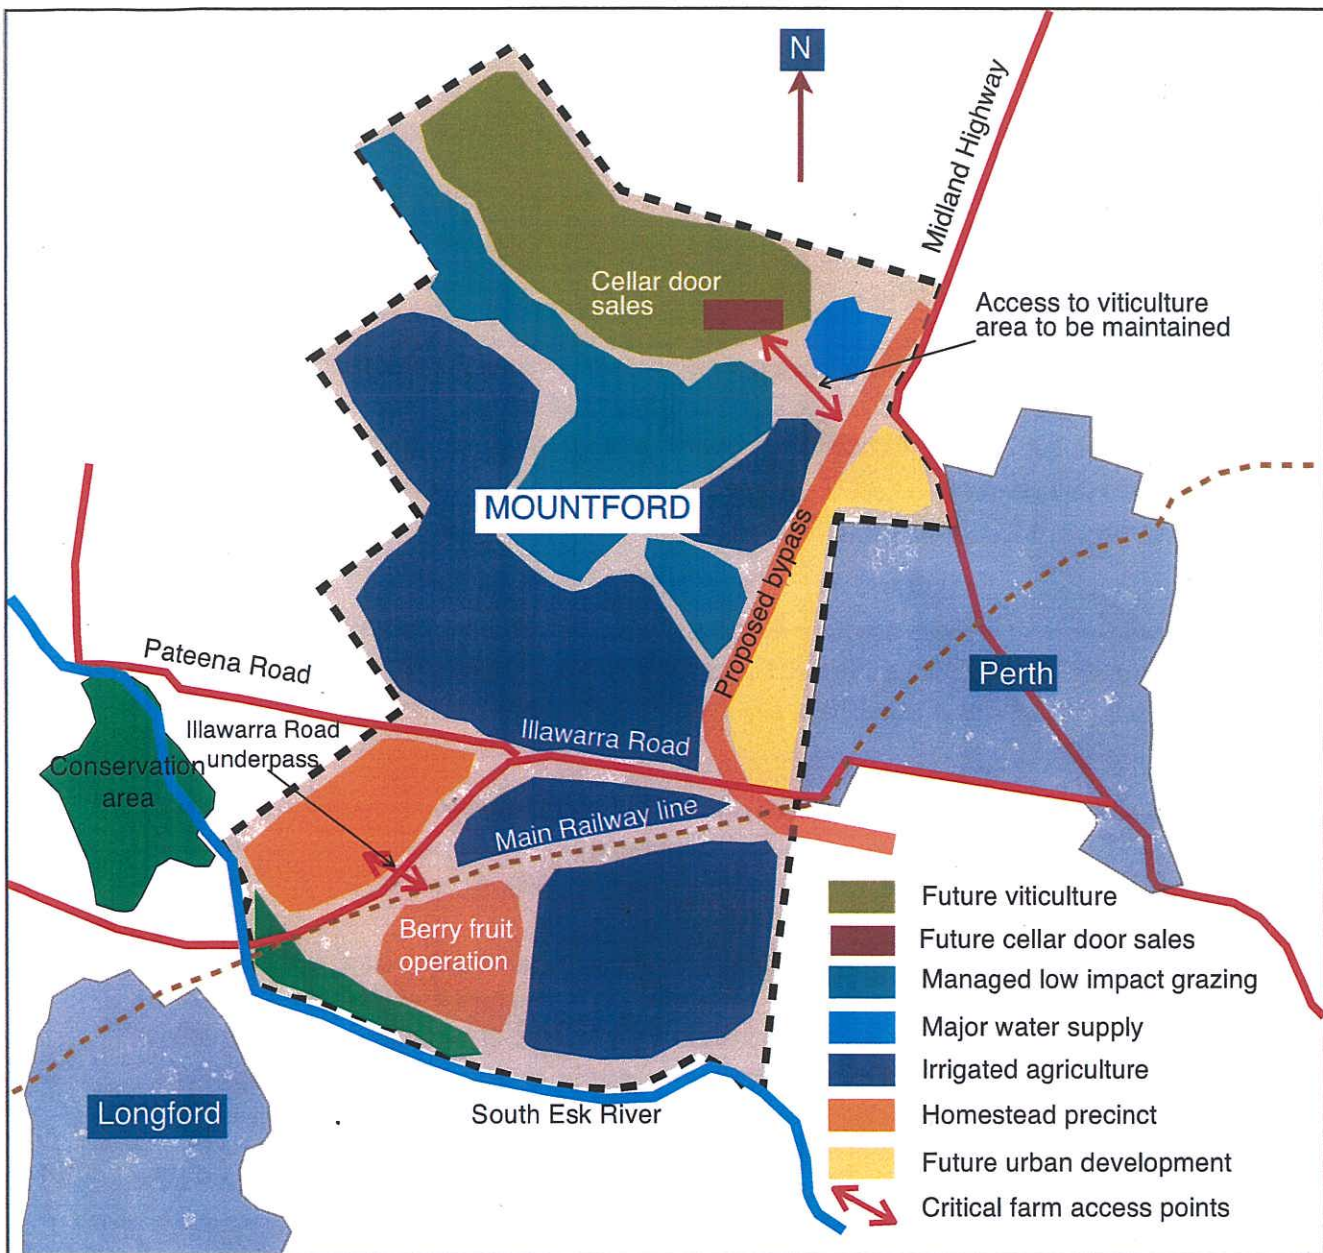 N
Midland Highway
Cellar door
sales
Access to viticulture
area to be maintained
MOUNTFORD
Proposed bypass
Pateena Road
Perth
Illawarra Road
underpass
Illawarra Road
Conservation
area
Main Railway line
Berry fruit
operation
Longford
South Esk River
Future viticulture
Future cellar door sales
Managed low impact grazing
Major water supply
Irrigated agriculture
Homestead precinct
Future urban development
Critical farm access points